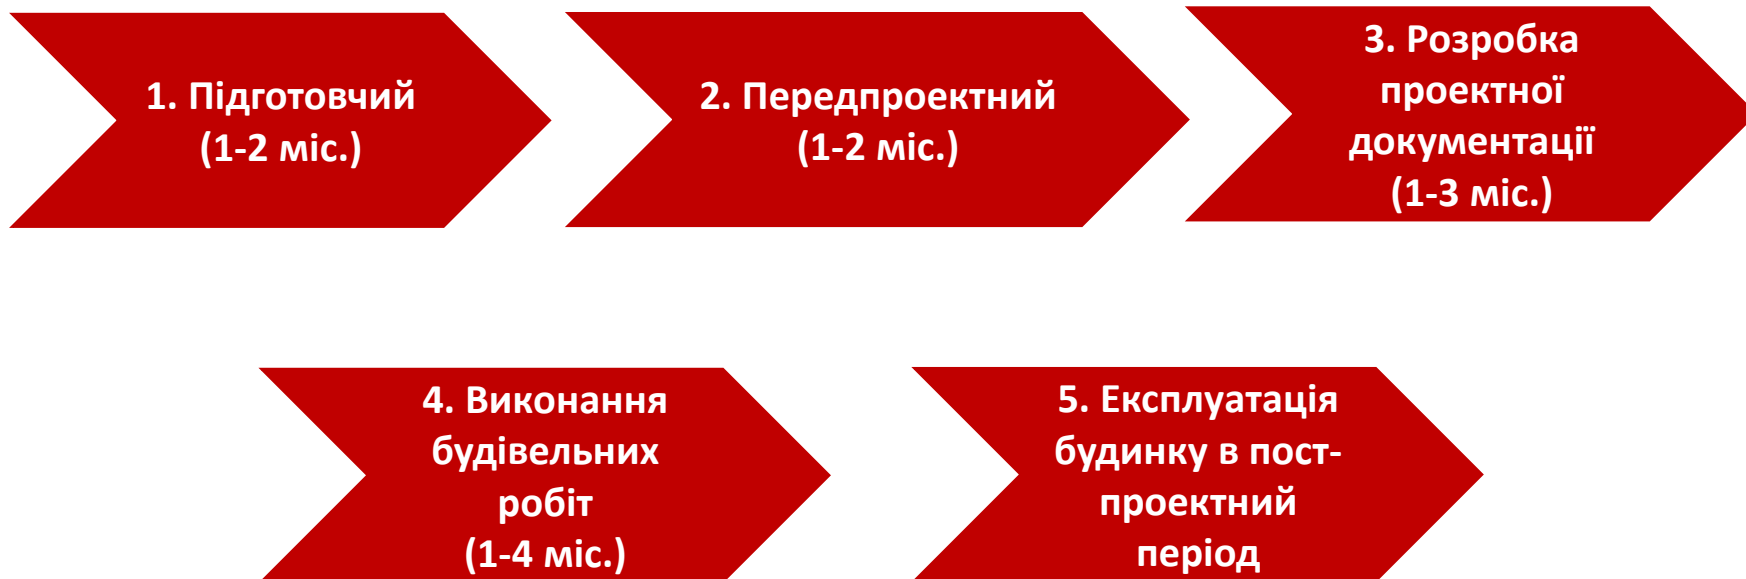 1. Підготовчий
(1-2 міс.)
2. Передпроектний
(1-2 міс.)
3. Розробка
проектної
документації
(1-3 міс.)
4. Виконання
будівельних
робіт
(1-4 міс.)
5. Експлуатація
будинку в пост-
проектний
період